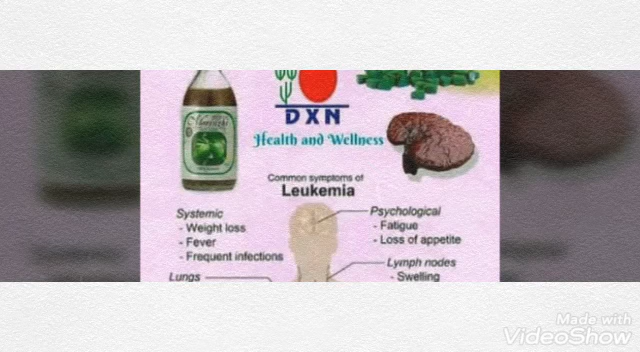 DXN
Health and Wellness
Common symptoms of
Leukemia
Systemic
- Weight loss
- Fever
- Frequent infections
Psychological
- Fatigue
- Loss of appetite
Lungs
Lymph nodes
- Swelling
Made with
VideoShow